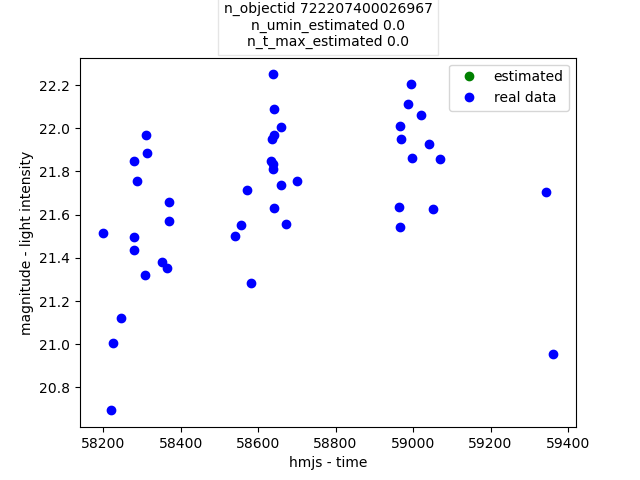 n_objectid 722207400026967
n_umin_estimated 0.0
n_t_max_estimated 0.0
estimated
real data
magnitude - light intensity
22.2
22.0
21.8
21.6
21.4
21.2
21.0
20.8
58200 58400 58600 58800 59000 59200 59400
hmjs - time